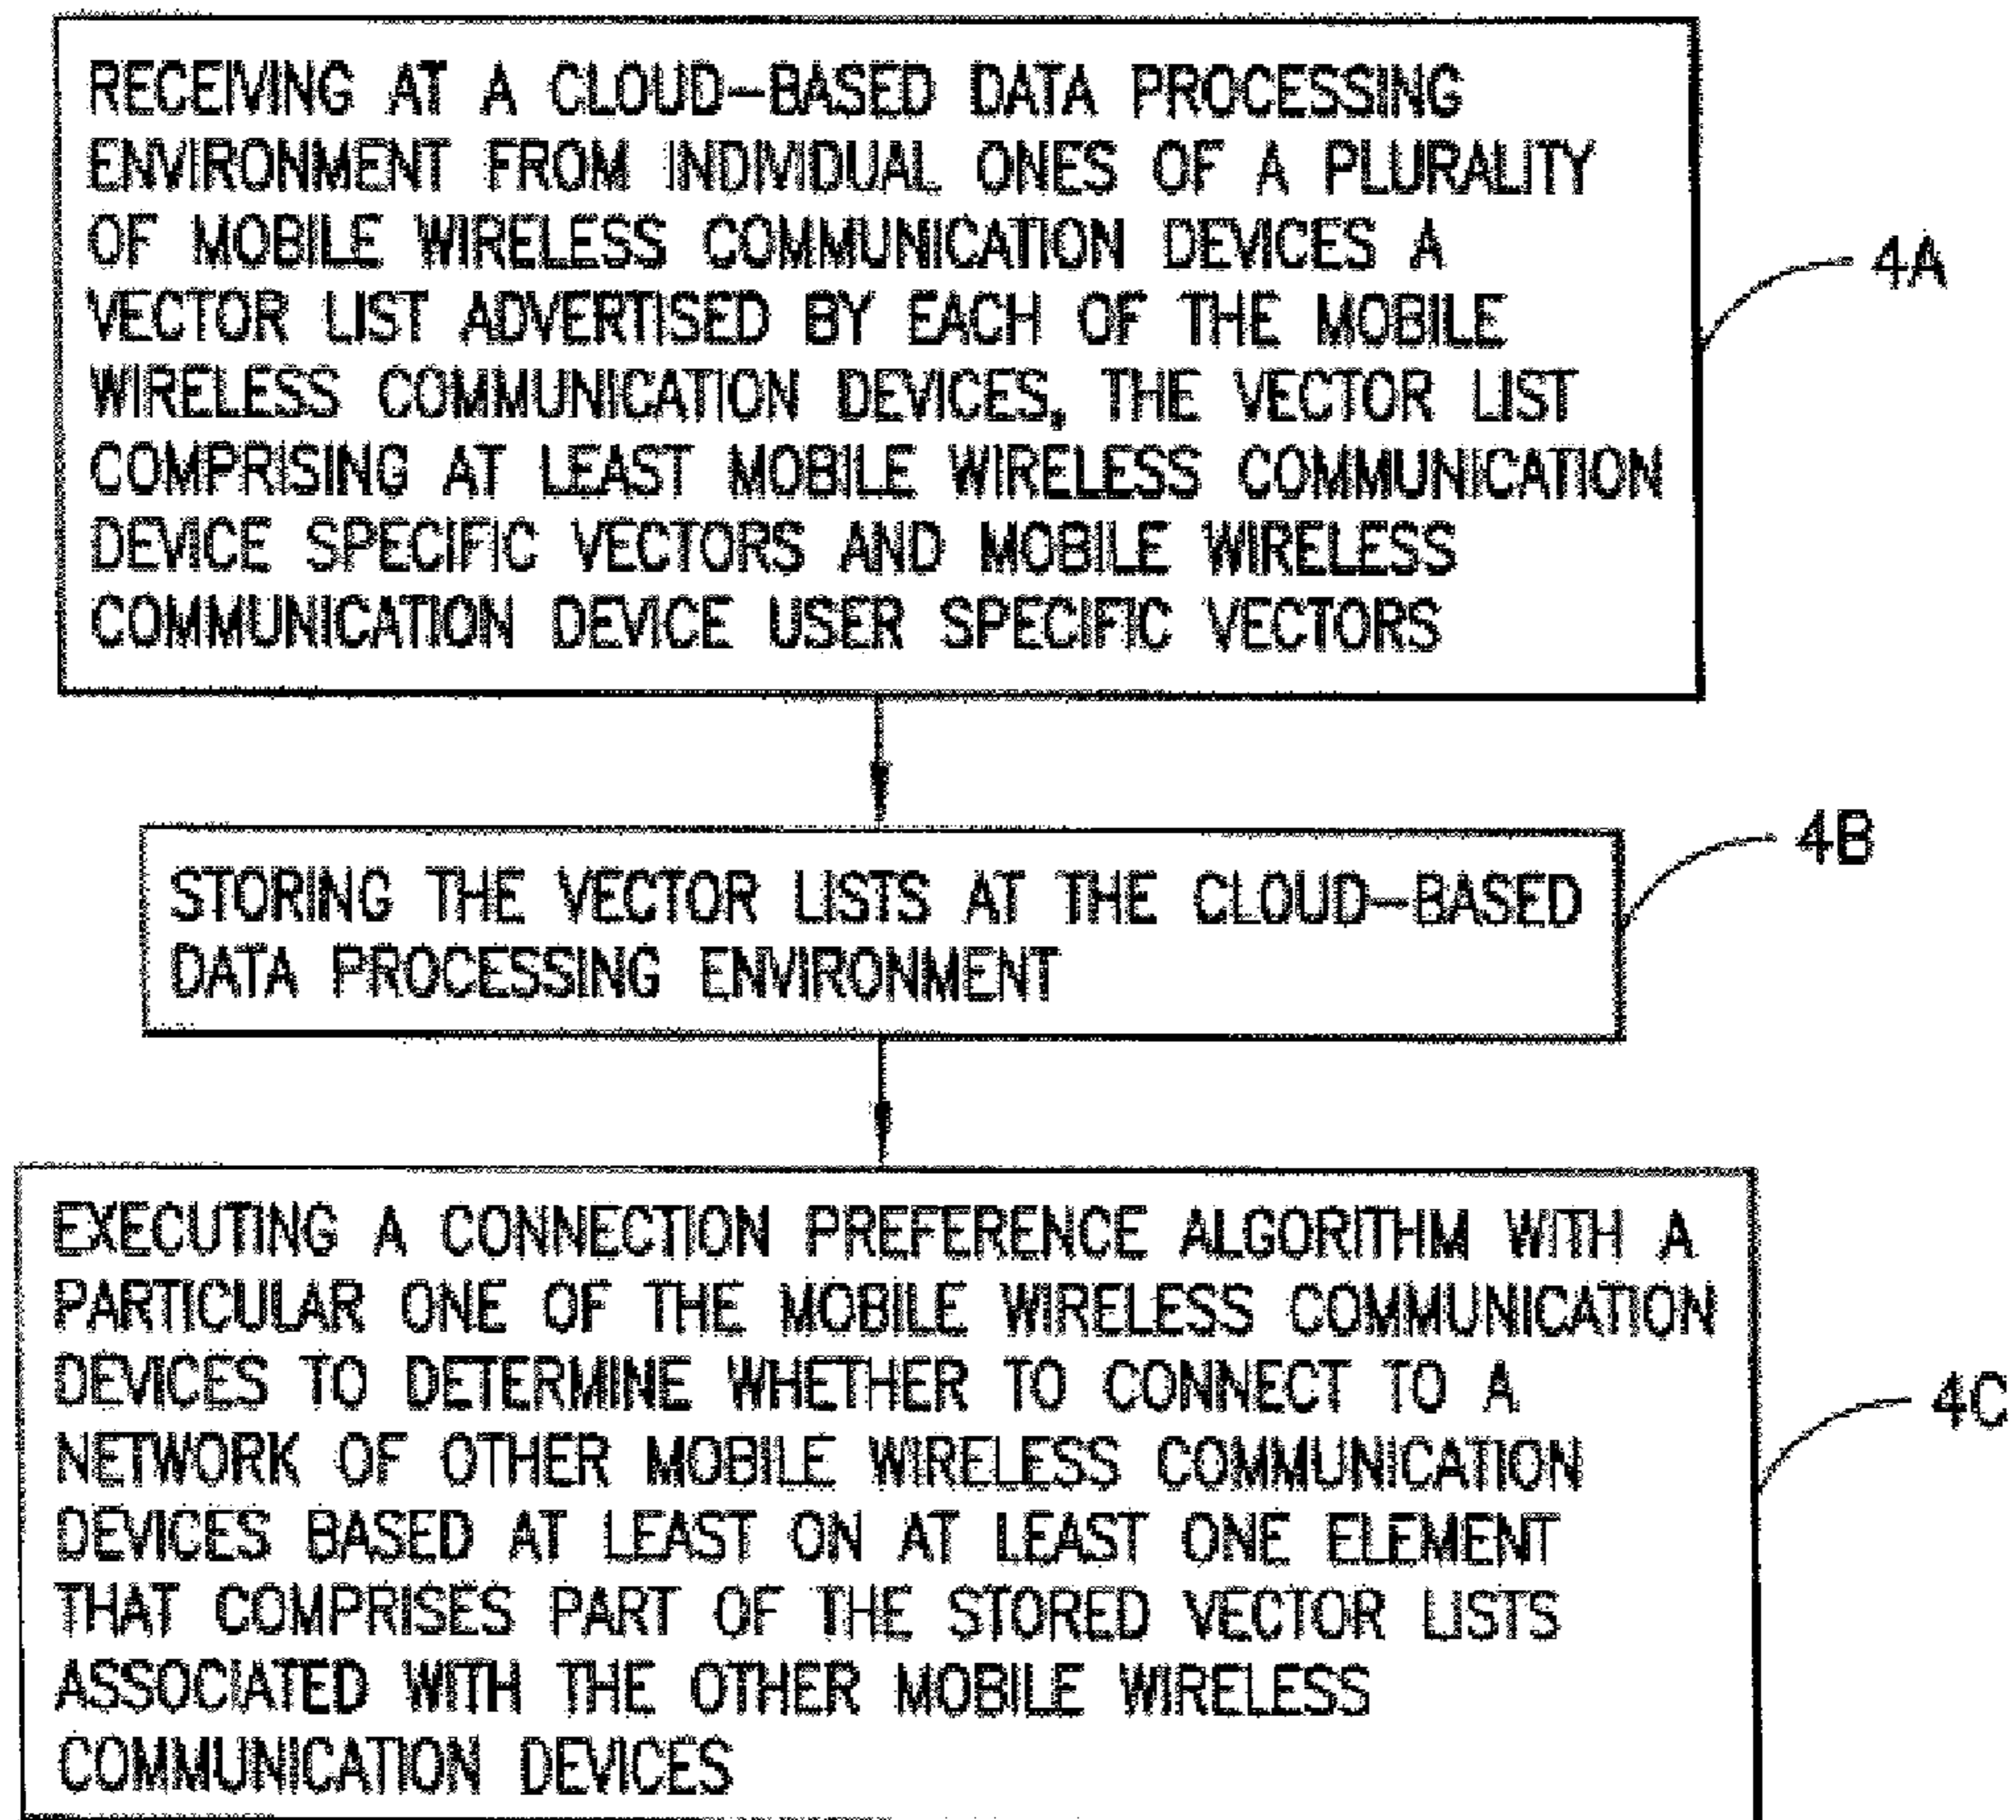 RECEIVING AT A CLOUD-BASED DATA PROCESSING
ENVIRONMENT FROM INDIVIDUAL ONES OF A PLURALITY
OF MOBILE WIRELESS COMMUNICATION DEVICES A
VECTOR LIST ADVERTISED BY EACH OF THE MOBILE
WIRELESS COMMUNICATION DEVICES, THE VECTOR LIST
COMPRISING AT LEAST MOBILE WIRELESS COMMUNICATION
DEVICE SPECIFIC VECTORS AND MOBILE WIRELESS
COMMUNICATION DEVICE USER SPECIFIC VECTORS
4A
STORING THE VECTOR LISTS AT THE CLOUD-BASED
DATA PROCESSING ENVIRONMENT
4B
EXECUTING A CONNECTION PREFERENCE ALGORITHM WITH A
PARTICULAR ONE OF THE MOBILE WIRELESS COMMUNICATION
DEVICES TO DETERMINE WHETHER TO CONNECT TO A
NETWORK OF OTHER MOBILE WIRELESS COMMUNICATION
DEVICES BASED AT LEAST ON AT LEAST ONE ELEMENT
THAT COMPRISES PART OF THE STORED VECTOR LISTS
ASSOCIATED WITH THE OTHER MOBILE WIRELESS
COMMUNICATION DEVICES
4C